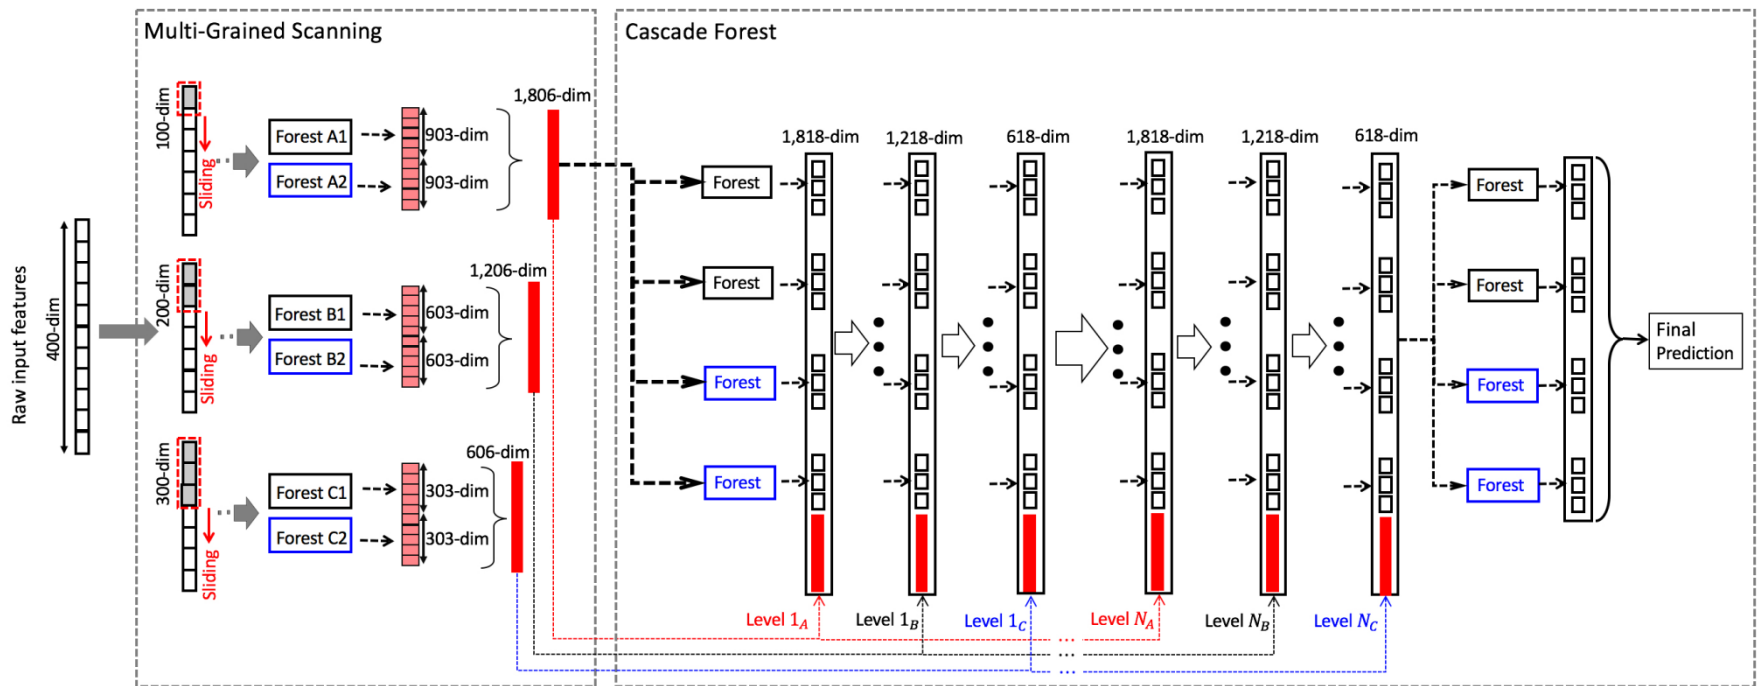 Multi-Grained Scanning
Cascade Forest
Raw input features
400-dim
100-dim
Sliding
Forest A1
Forest A2
903-dim
903-dim
1,806-dim
200-dim
Sliding
Forest B1
Forest B2
603-dim
603-dim
1,206-dim
300-dim
Sliding
Forest C1
Forest C2
303-dim
303-dim
606-dim
Forest
Forest
Forest
Forest
1,818-dim
1,218-dim
618-dim
1,818-dim
1,218-dim
618-dim
Level 1A
Level 1B
Level 1C
...
Level NA
Level NB
Level NC
...
...
Forest
Forest
Forest
Forest
Final
Prediction